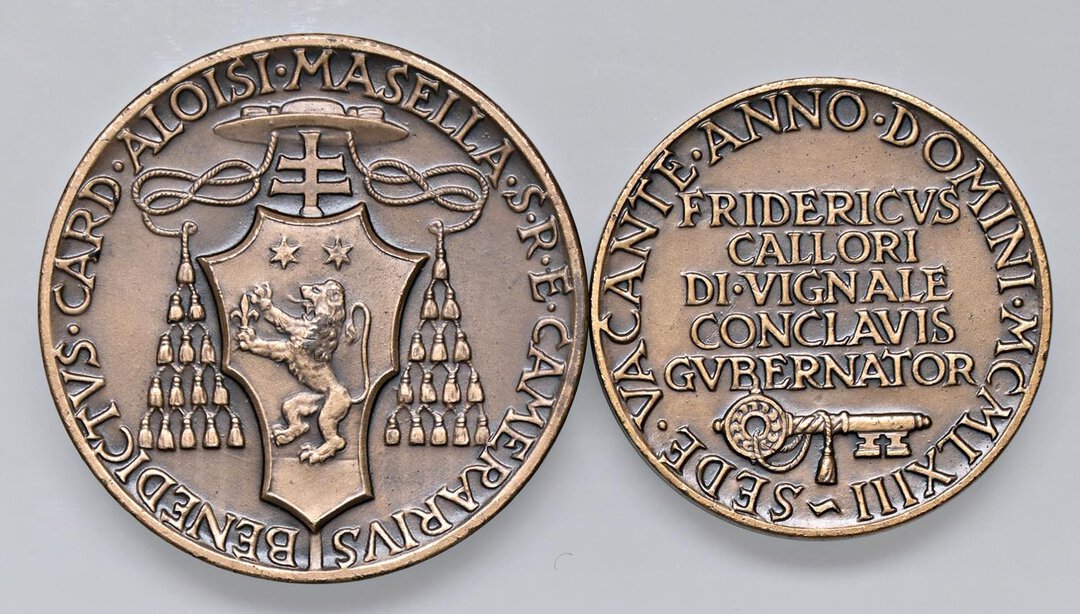 BENEDICTVS·CARD·ALOISI·MASELLA·S·R·E·CAMERARIVS
SEDE·VACANTE·ANNO·DOMINI·MCMLXIII~
FRIDERICVS
CALLORI
DI·VIGNALE
CONCLAVIS
GVBERNATOR